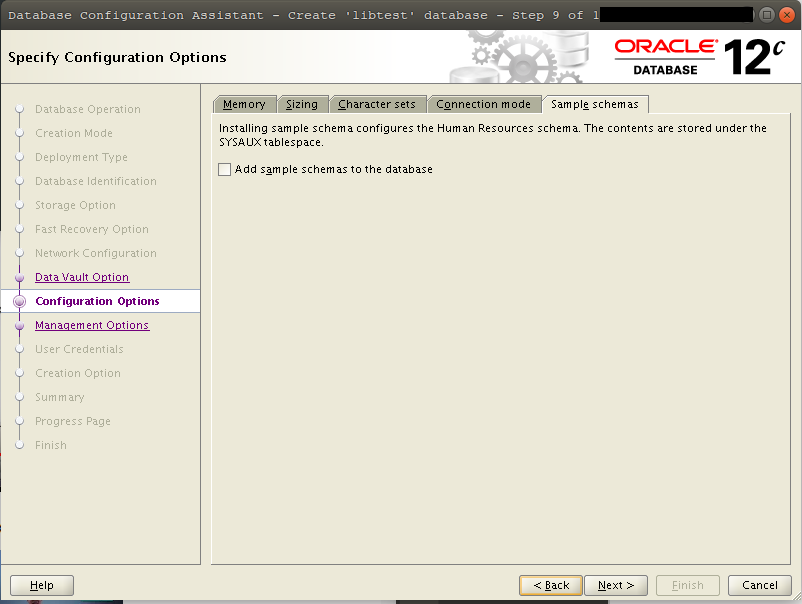 Database Configuration Assistant - Create 'libtest' database - Step 9 of 1
Specify Configuration Options
ORACLE®
DATABASE
12c
Database Operation
Creation Mode
Deployment Type
Database Identification
Storage Option
Fast Recovery Option
Network Configuration
Data Vault Option
Configuration Options
Management Options
User Credentials
Creation Option
Summary
Progress Page
Finish
Memory Sizing Character sets Connection mode Sample schemas
Installing sample schema configures the Human Resources schema. The contents are stored under the
SYSAUX tablespace.
Add sample schemas to the database
Help
< Back Next > Finish Cancel